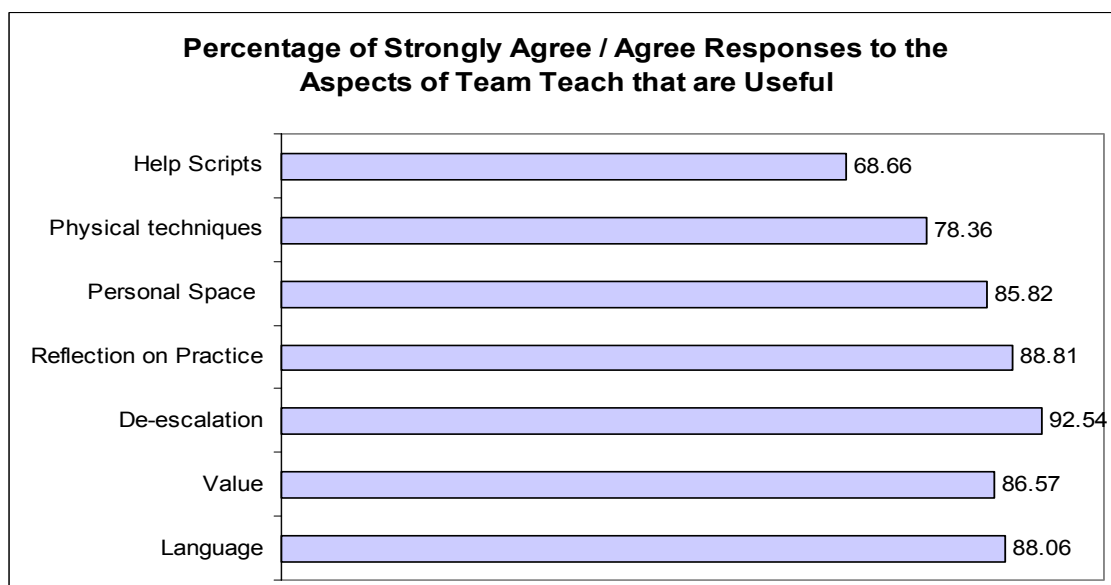 Percentage of Strongly Agree / Agree Responses to the
Aspects of Team Teach that are Useful
Help Scripts
68.66
Physical techniques
78.36
Personal Space
85.82
Reflection on Practice
88.81
De-escalation
92.54
Value
86.57
Language
88.06